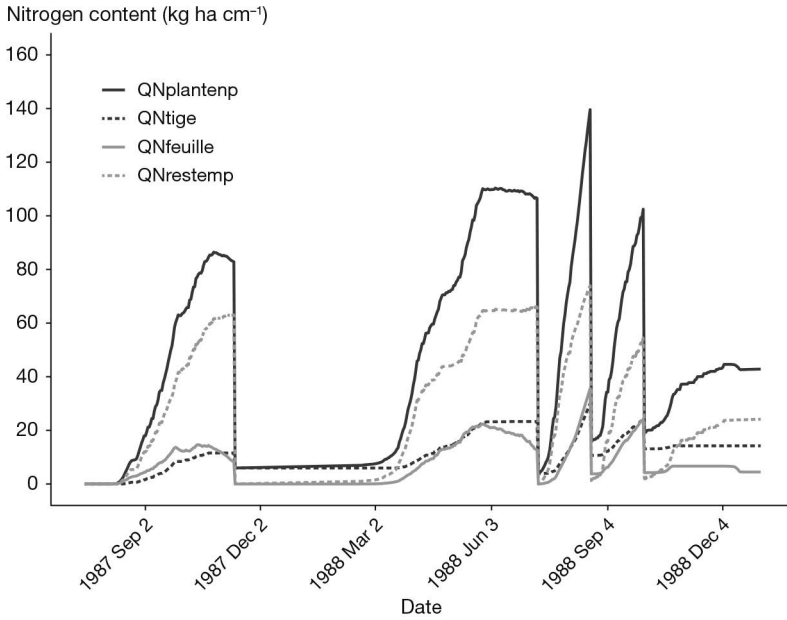 Nitrogen content (kg ha cm⁻¹)
160
140
120
100
80
60
40
20
0
QNplantenp
QNtige
QNfeuille
QNrestemp
1987 Sep 2
1987 Dec 2
1988 Mar 2
1988 Jun 3
1988 Sep 4
1988 Dec 4
Date